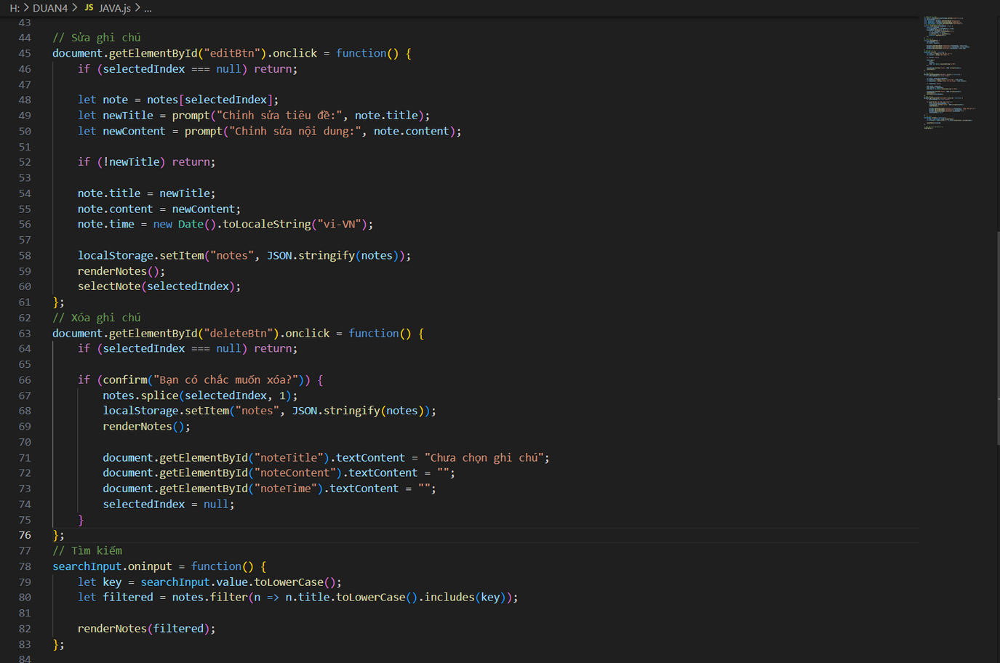 H: > DUAN4 > JS JAVA.js > ...
43
44 // Sửa ghi chú
45 document.getElementById("editBtn").onclick = function() {
46     if (selectedIndex === null) return;
47
48     let note = notes[selectedIndex];
49     let newTitle = prompt("Chỉnh sửa tiêu đề:", note.title);
50     let newContent = prompt("Chỉnh sửa nội dung:", note.content);
51
52     if (!newTitle) return;
53
54     note.title = newTitle;
55     note.content = newContent;
56     note.time = new Date().toLocaleString("vi-VN");
57
58     localStorage.setItem("notes", JSON.stringify(notes));
59     renderNotes();
60     selectNote(selectedIndex);
61 };
62 // Xóa ghi chú
63 document.getElementById("deleteBtn").onclick = function() {
64     if (selectedIndex === null) return;
65
66     if (confirm("Bạn có chắc muốn xóa?")) {
67         notes.splice(selectedIndex, 1);
68         localStorage.setItem("notes", JSON.stringify(notes));
69         renderNotes();
70
71         document.getElementById("noteTitle").textContent = "Chưa chọn ghi chú";
72         document.getElementById("noteContent").textContent = "";
73         document.getElementById("noteTime").textContent = "";
74         selectedIndex = null;
75     }
76 };
77 // Tìm kiếm
78 searchInput.oninput = function() {
79     let key = searchInput.value.toLowerCase();
80     let filtered = notes.filter(n => n.title.toLowerCase().includes(key));
81
82     renderNotes(filtered);
83 };
84